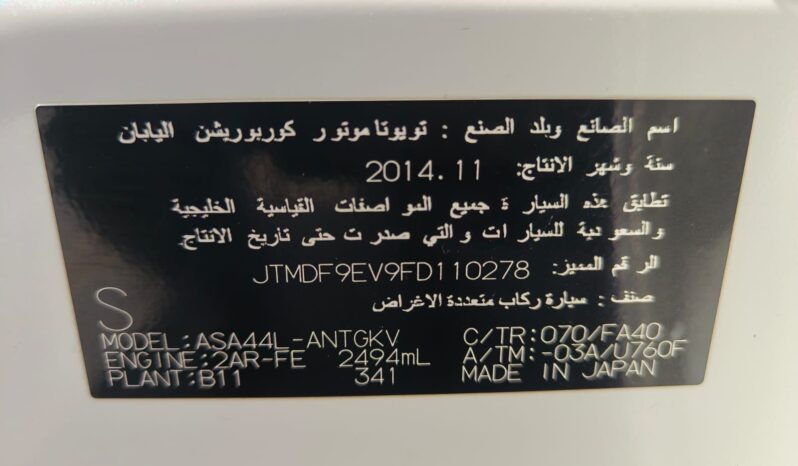 اسم الصانع وبلد الصنع : تويوتا موتور كوربوريشن اليابان
سنة وشهر الانتاج: 2014.11
تطابق هذه السيارة جميع المواصفات القياسية الخليجية
والسعودية للسيارات والتي صدرت حتى تاريخ الانتاج.
الرقم المميز: JTMDF9EV9FD110278
صنف : سيارة ركاب متعددة الاغراض
S
MODEL:ASA44L-ANTGKV C/TR:070/FA40
ENGINE:2AR-FE 2494mL A/TM:-03A/U760F
PLANT:B11 341 MADE IN JAPAN